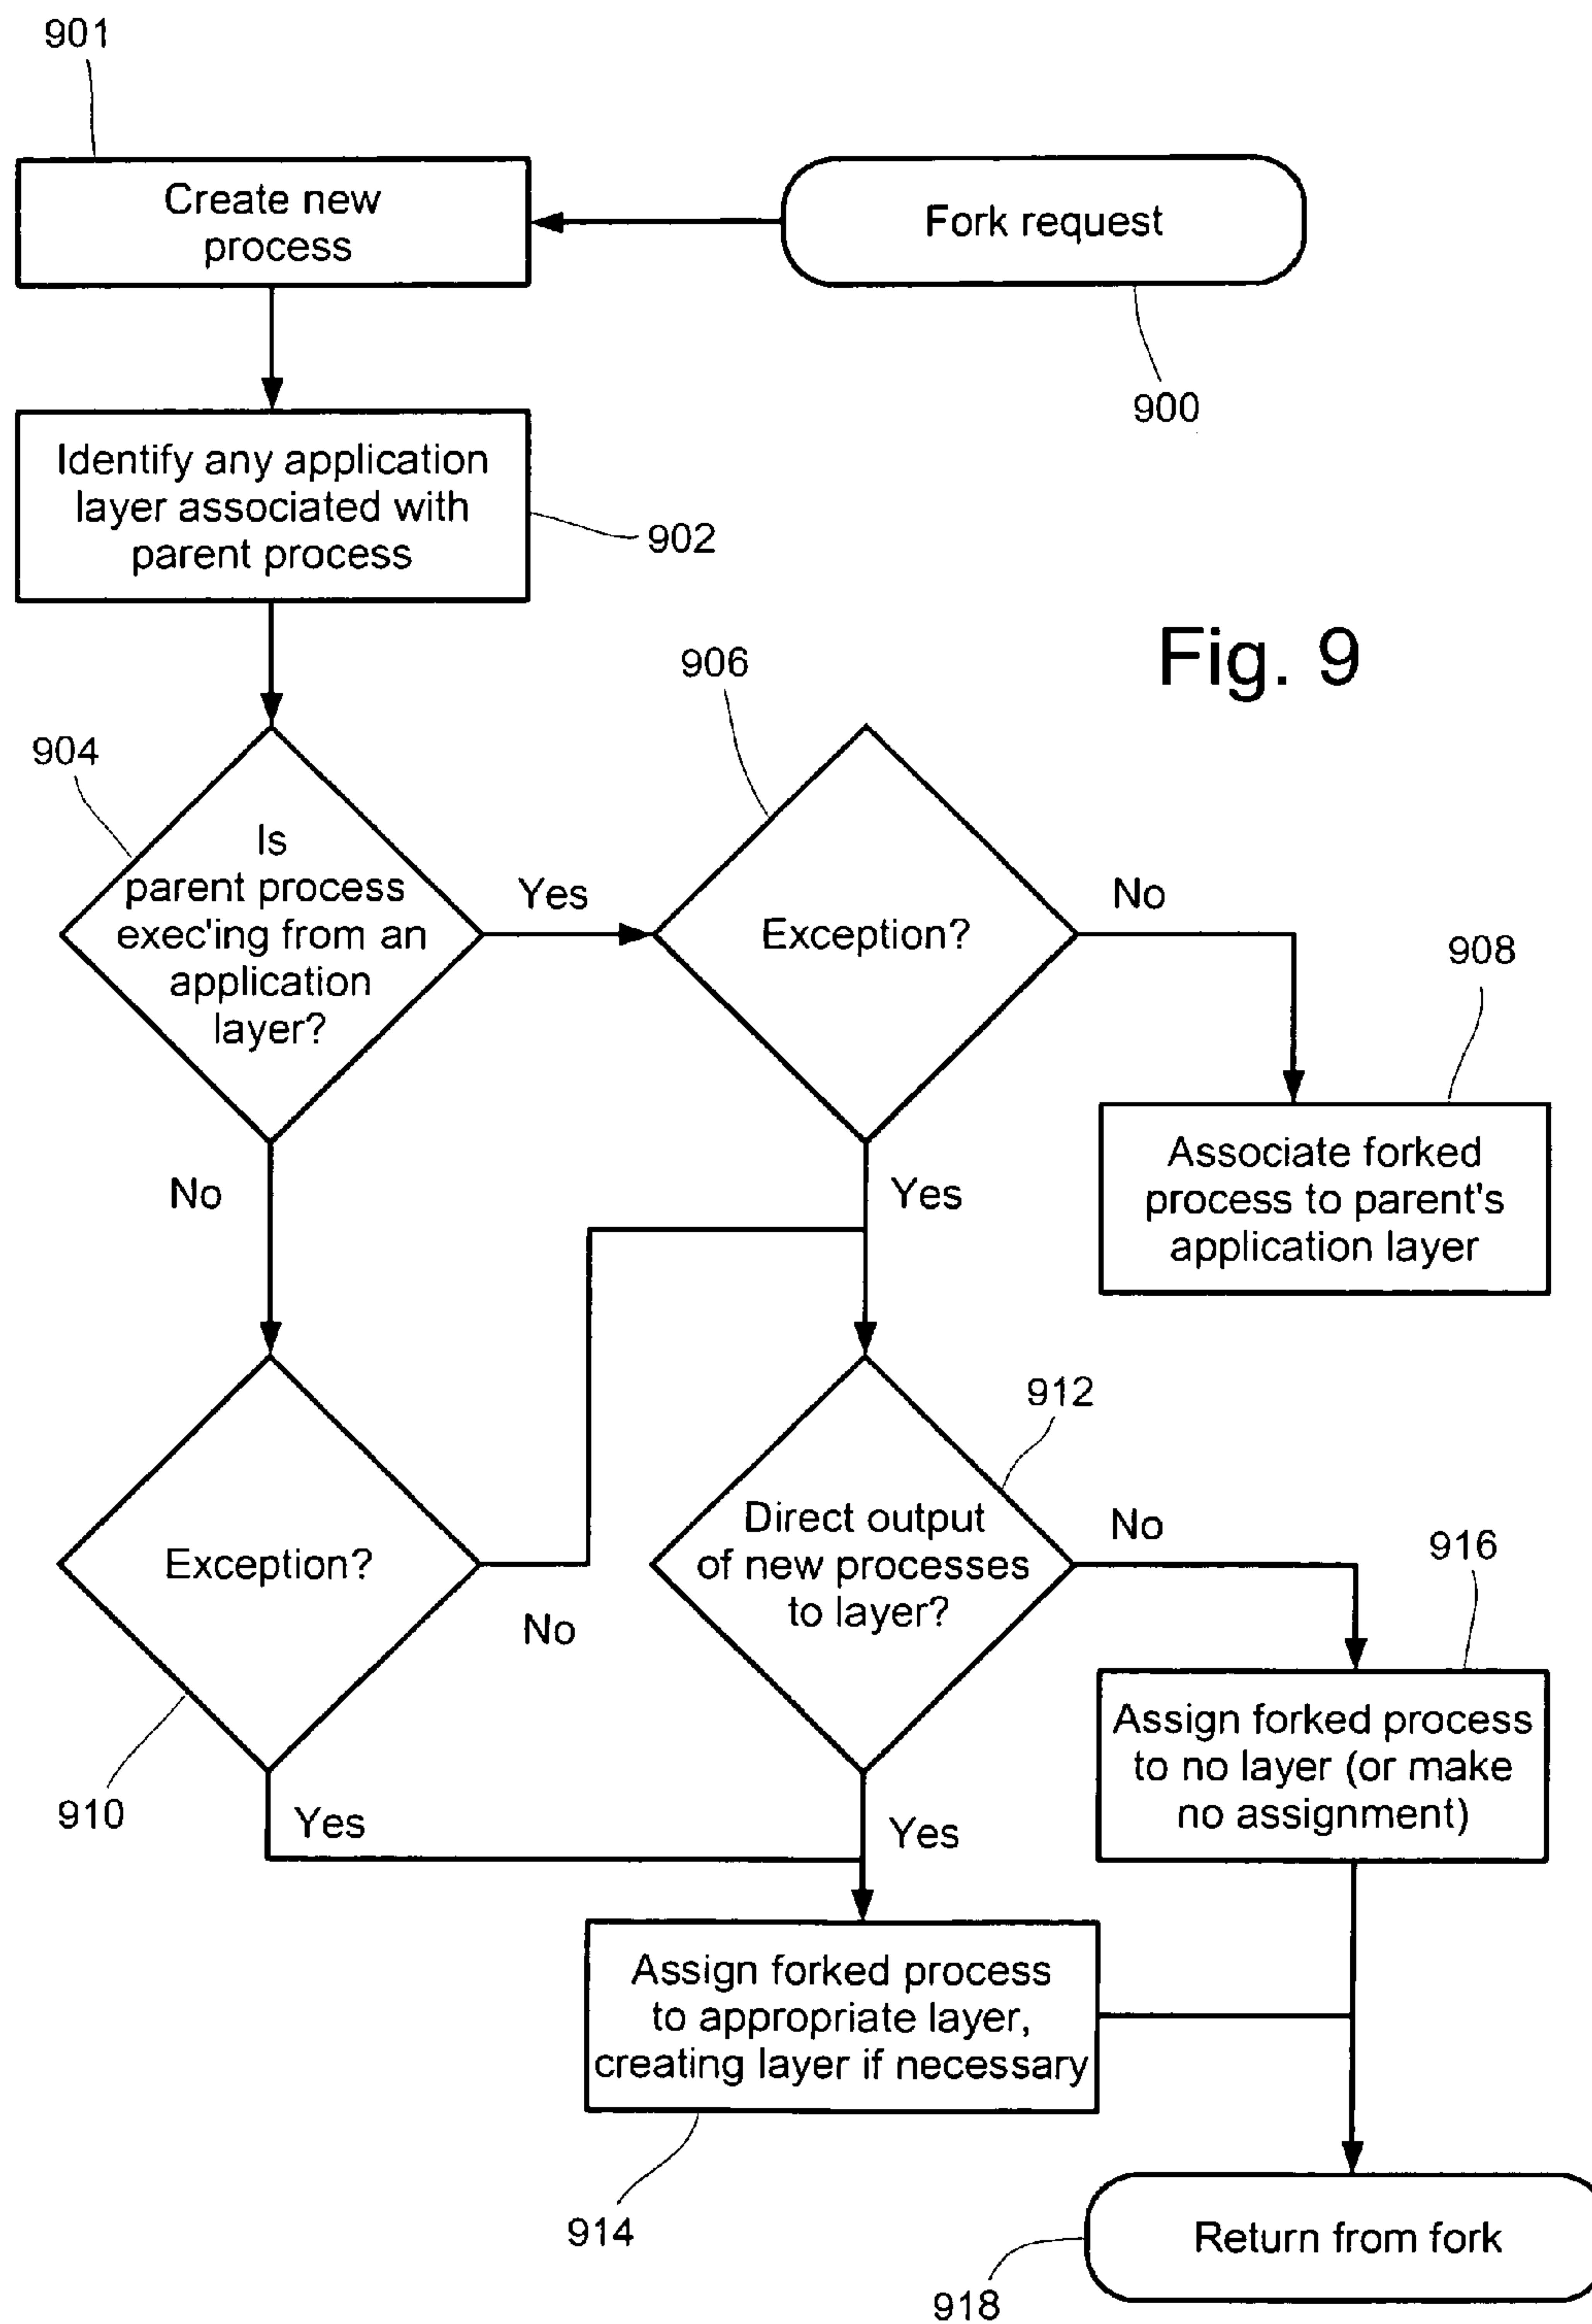 901
Create new
process
Fork request
900
Identify any application
layer associated with
parent process
902
Fig. 9
904
Is
parent process
exec'ing from an
application
layer?
Yes
906
Exception?
No
908
Associate forked
process to parent's
application layer
No
Yes
910
Exception?
No
Yes
912
Direct output
of new processes
to layer?
No
Yes
916
Assign forked process
to no layer (or make
no assignment)
Assign forked process
to appropriate layer,
creating layer if necessary
914
Return from fork
918